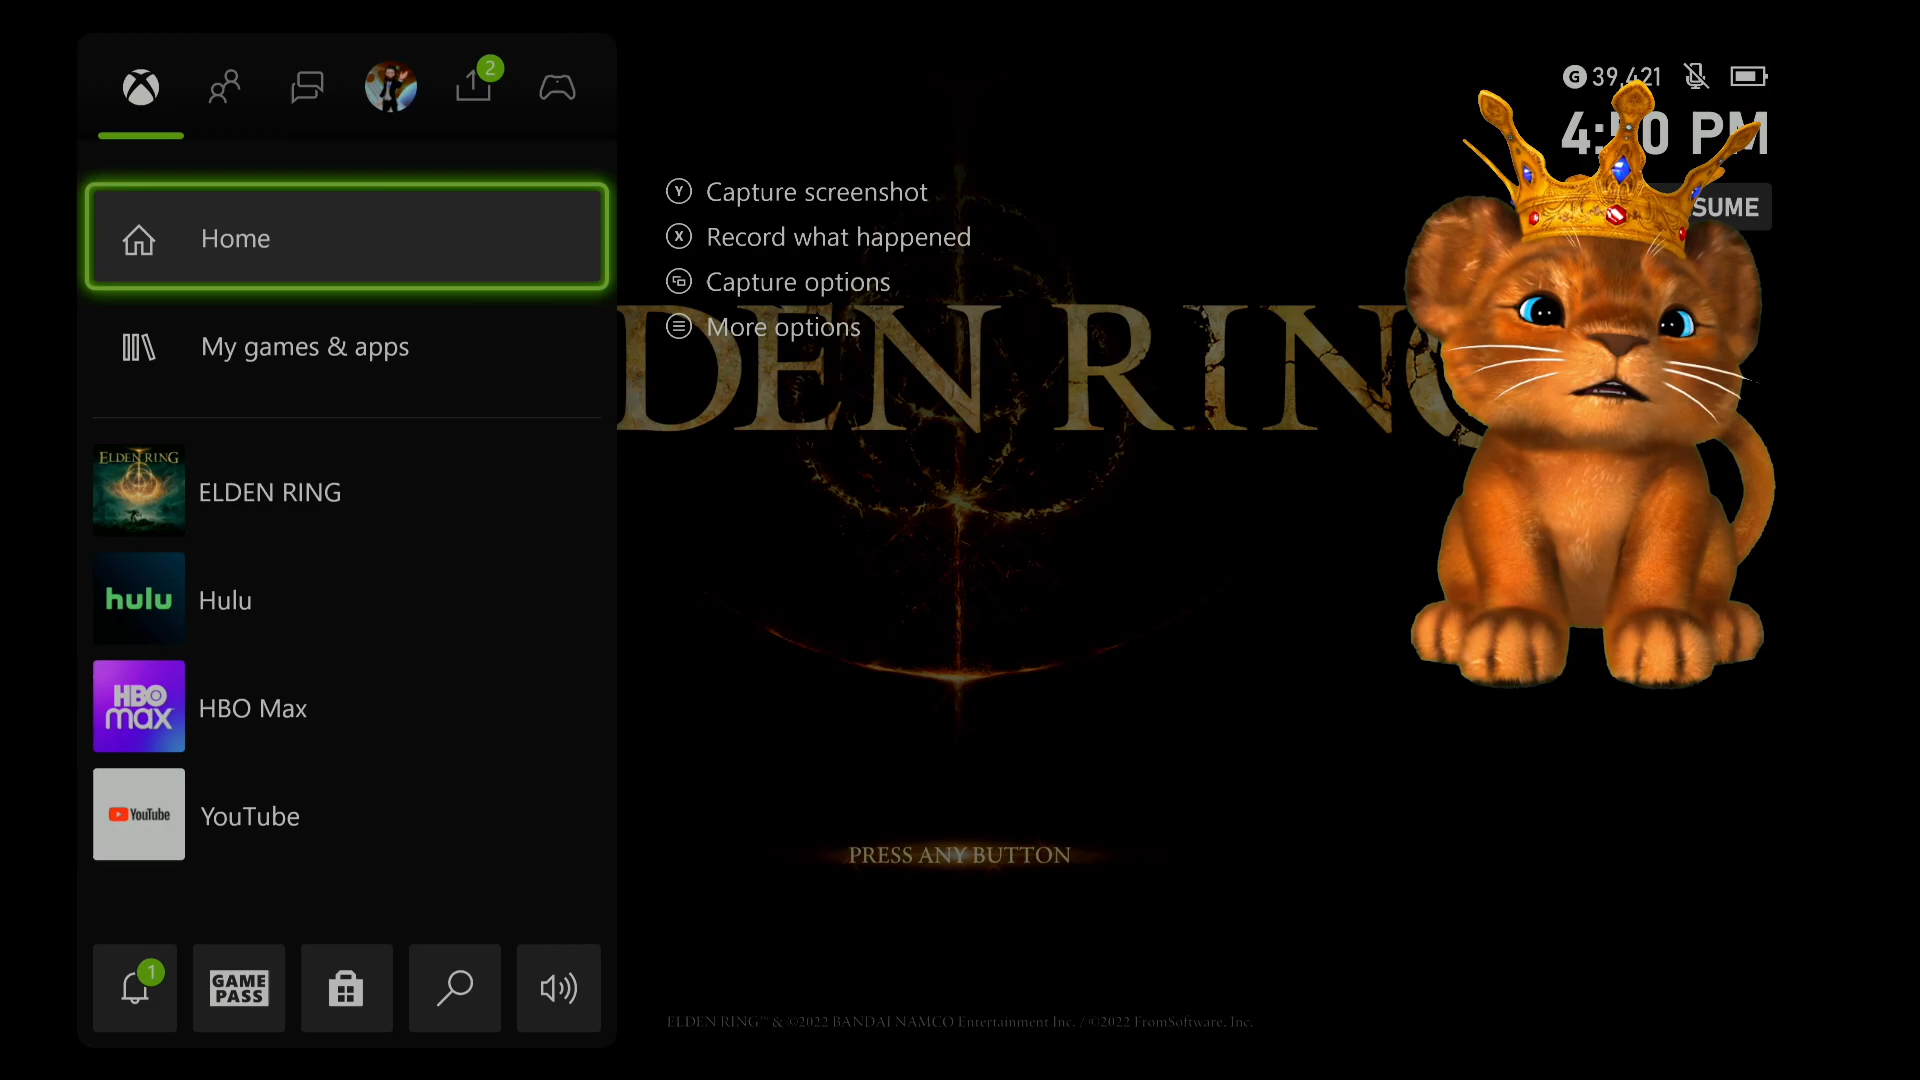 2
39,421
PM
SUME
Home
My games & apps
Y Capture screenshot
X Record what happened
Capture options
More options
DEN RING
ELDEN RING
ELDEN RING
hulu
Hulu
HBO
max
HBO Max
YouTube
YouTube
PRESS ANY BUTTON
1
GAME
PASS
ELDEN RING™ & ©2022 BANDAI NAMCO Entertainment Inc. / ©2022 FromSoftware, Inc.